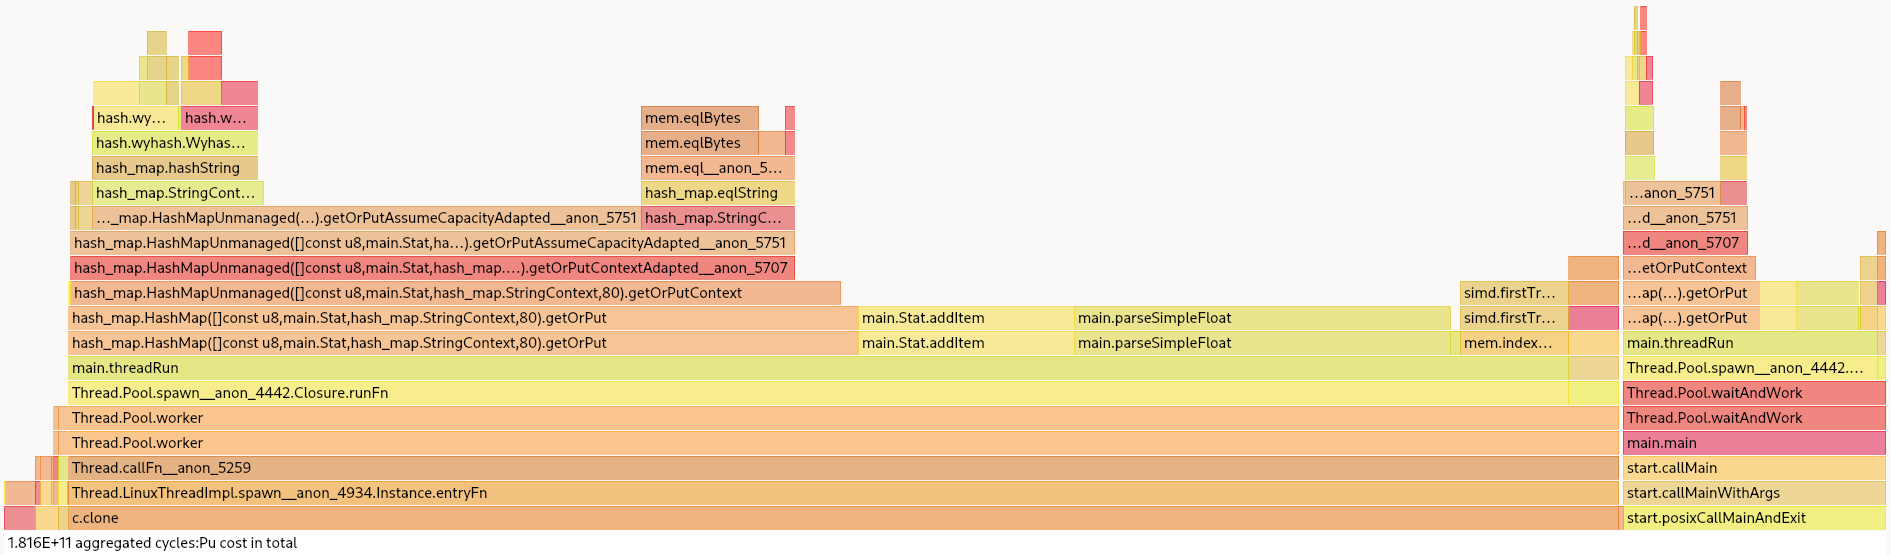 hash.wy… hash.w… mem.eqlBytes
hash.wyhash.Wyhas… mem.eqlBytes
hash_map.hashString mem.eql__anon_5…
hash_map.StringCont… hash_map.eqlString …anon_5751
…_map.HashMapUnmanaged(…).getOrPutAssumeCapacityAdapted__anon_5751 hash_map.StringC… …d__anon_5751
hash_map.HashMapUnmanaged([]const u8,main.Stat,ha…).getOrPutAssumeCapacityAdapted__anon_5751 …d__anon_5707
hash_map.HashMapUnmanaged([]const u8,main.Stat,hash_map.…).getOrPutContextAdapted__anon_5707 …etOrPutContext
hash_map.HashMapUnmanaged([]const u8,main.Stat,hash_map.StringContext,80).getOrPutContext simd.firstTr… …ap(…).getOrPut
hash_map.HashMap([]const u8,main.Stat,hash_map.StringContext,80).getOrPut main.Stat.addItem main.parseSimpleFloat simd.firstTr… …ap(…).getOrPut
hash_map.HashMap([]const u8,main.Stat,hash_map.StringContext,80).getOrPut main.Stat.addItem main.parseSimpleFloat mem.index… main.threadRun
main.threadRun Thread.Pool.spawn__anon_4442.…
Thread.Pool.spawn__anon_4442.Closure.runFn Thread.Pool.waitAndWork
Thread.Pool.worker Thread.Pool.waitAndWork
Thread.Pool.worker main.main
Thread.callFn__anon_5259 start.callMain
Thread.LinuxThreadImpl.spawn__anon_4934.Instance.entryFn start.callMainWithArgs
c.clone start.posixCallMainAndExit
1.816E+11 aggregated cycles:Pu cost in total